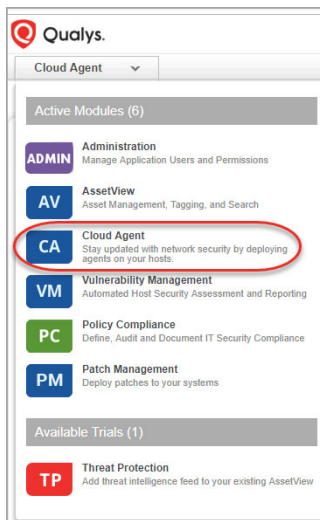 Qualys.
Cloud Agent
Active Modules (6)
ADMIN
Administration
Manage Application Users and Permissions
AV
AssetView
Asset Management, Tagging, and Search
CA
Cloud Agent
Stay updated with network security by deploying
agents on your hosts.
VM
Vulnerability Management
Automated Host Security Assessment and Reporting
PC
Policy Compliance
Define, Audit and Document IT Security Compliance
PM
Patch Management
Deploy patches to your systems
Available Trials (1)
TP
Threat Protection
Add threat intelligence feed to your existing AssetView